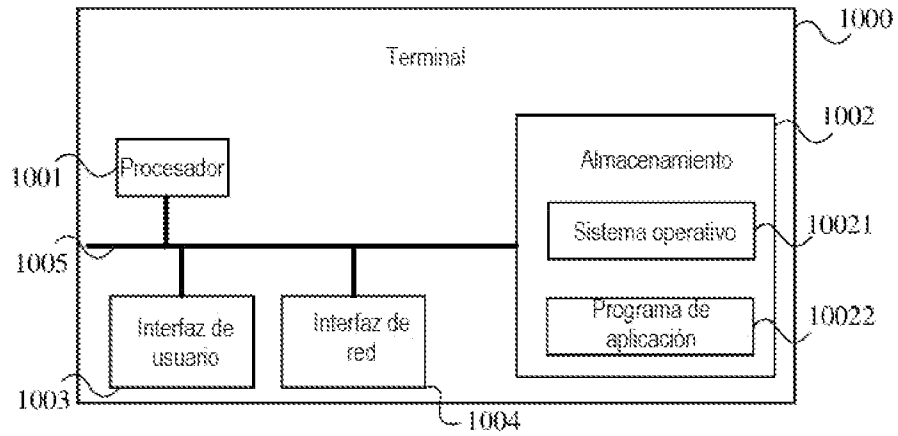 1000
Terminal
1002
Procesador
1001
Almacenamiento
Sistema operativo
10021
1005
Interfaz de
usuario
Interfaz de
red
Programa de
aplicación
10022
1003
1004